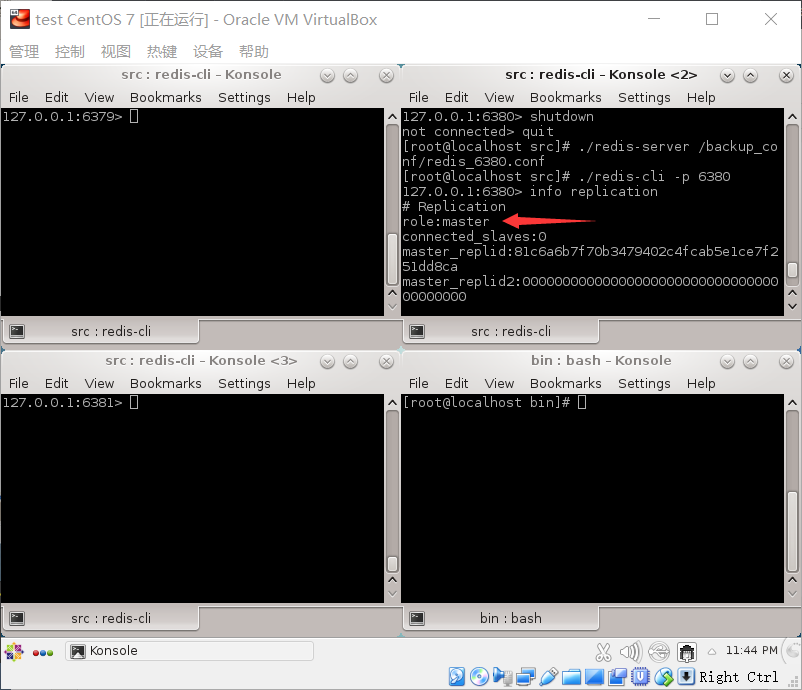 test CentOS 7 [正在运行] - Oracle VM VirtualBox
管理 控制 视图 热键 设备 帮助
src : redis-cli – Konsole
File Edit View Bookmarks Settings Help
127.0.0.1:6379>
src : redis-cli
src : redis-cli – Konsole <2>
File Edit View Bookmarks Settings Help
127.0.0.1:6380> shutdown
not connected> quit
[root@localhost src]# ./redis-server /backup_co
nf/redis_6380.conf
[root@localhost src]# ./redis-cli -p 6380
127.0.0.1:6380> info replication
# Replication
role:master
connected_slaves:0
master_replid:81c6a6b7f70b3479402c4fcab5e1ce7f2
51dd8ca
master_replid2:00000000000000000000000000000000
00000000
src : redis-cli
src : redis-cli – Konsole <3>
File Edit View Bookmarks Settings Help
127.0.0.1:6381>
src : redis-cli
bin : bash – Konsole
File Edit View Bookmarks Settings Help
[root@localhost bin]#
bin : bash
Konsole
11:44 PM
Right Ctrl